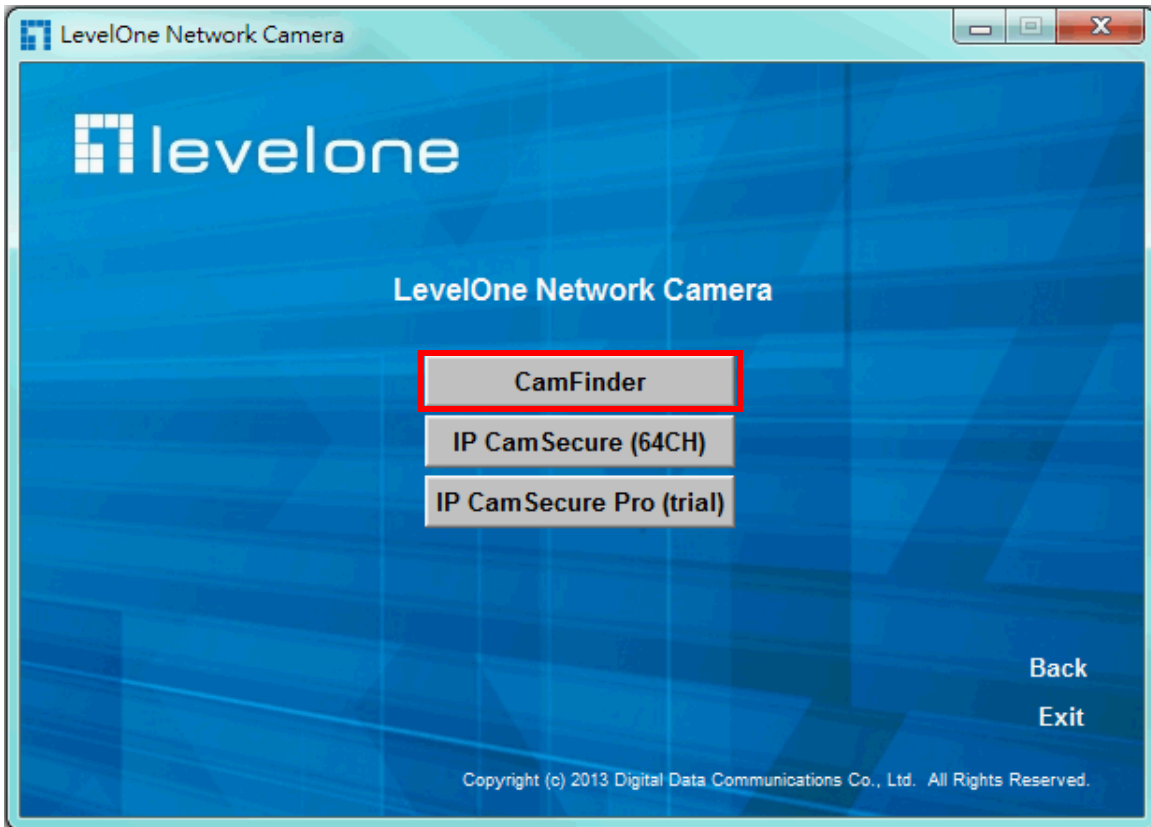 LevelOne Network Camera
levelone
LevelOne Network Camera
CamFinder
IP CamSecure (64CH)
IP CamSecure Pro (trial)
Back
Exit
Copyright (c) 2013 Digital Data Communications Co., Ltd. All Rights Reserved.